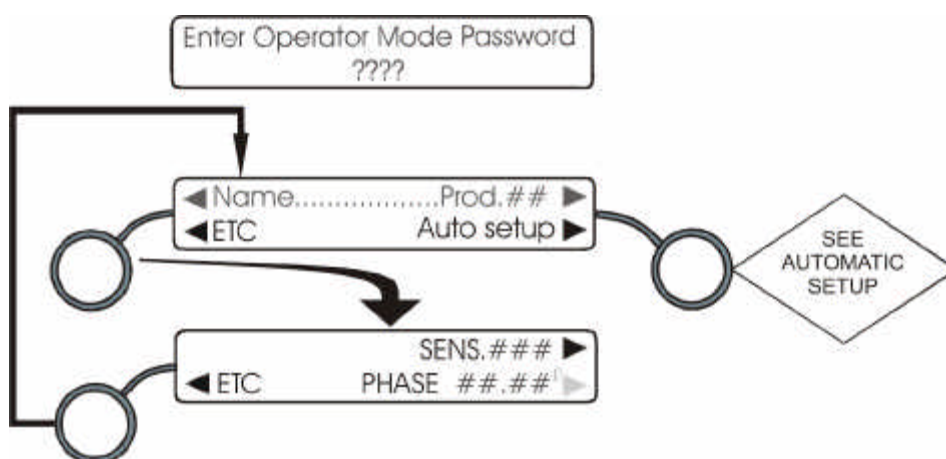 Enter Operator Mode Password
????
◀Name..................Prod.## ▶
◀ETC Auto setup▶
SEE
AUTOMATIC
SETUP
SENS.### ▶
◀ETC PHASE ##.##